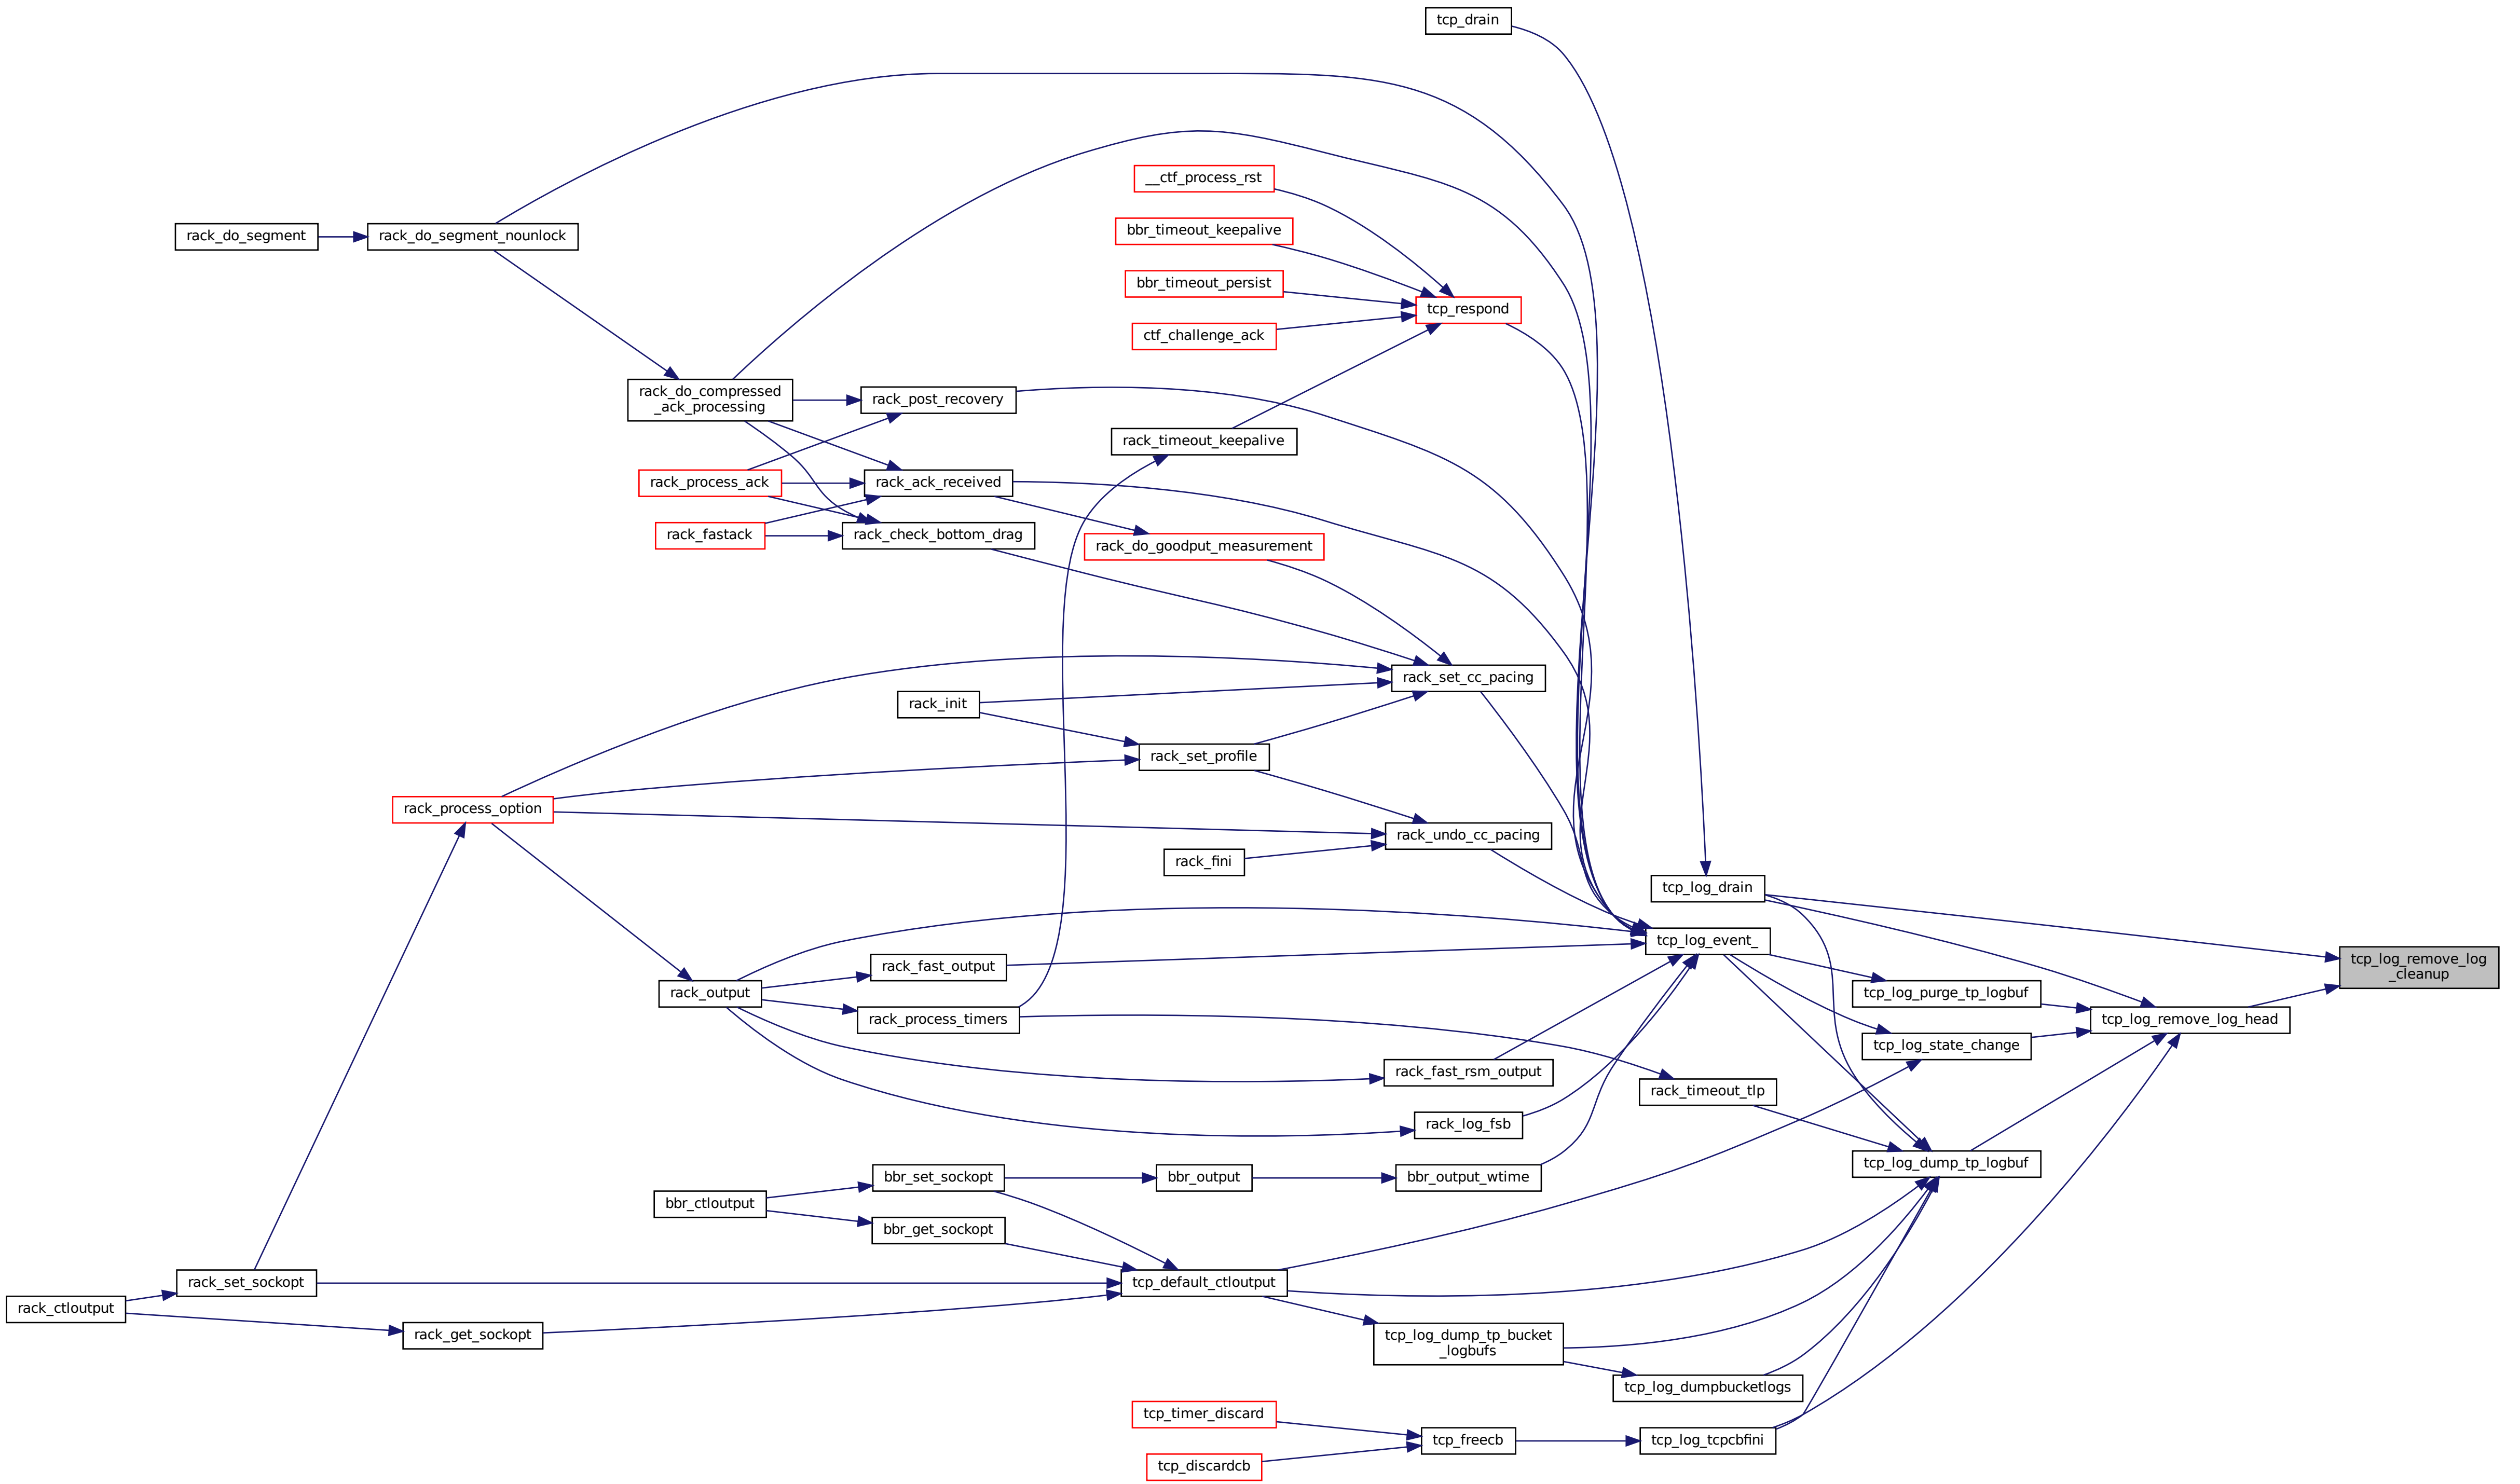 tcp_drain
__ctf_process_rst
bbr_timeout_keepalive
rack_do_segment
rack_do_segment_nounlock
bbr_timeout_persist
tcp_respond
ctf_challenge_ack
rack_do_compressed
_ack_processing
rack_post_recovery
rack_timeout_keepalive
rack_process_ack
rack_ack_received
rack_fastack
rack_check_bottom_drag
rack_do_goodput_measurement
rack_set_cc_pacing
rack_init
rack_set_profile
rack_process_option
rack_undo_cc_pacing
rack_fini
tcp_log_drain
tcp_log_event_
rack_fast_output
tcp_log_remove_log
_cleanup
rack_output
tcp_log_purge_tp_logbuf
rack_process_timers
tcp_log_remove_log_head
tcp_log_state_change
rack_fast_rsm_output
rack_timeout_tlp
rack_log_fsb
tcp_log_dump_tp_logbuf
bbr_set_sockopt
bbr_output
bbr_output_wtime
bbr_ctloutput
bbr_get_sockopt
rack_set_sockopt
tcp_default_ctloutput
rack_ctloutput
rack_get_sockopt
tcp_log_dump_tp_bucket
_logbufs
tcp_log_dumpbucketlogs
tcp_timer_discard
tcp_freecb
tcp_log_tcpcbfini
tcp_discardcb